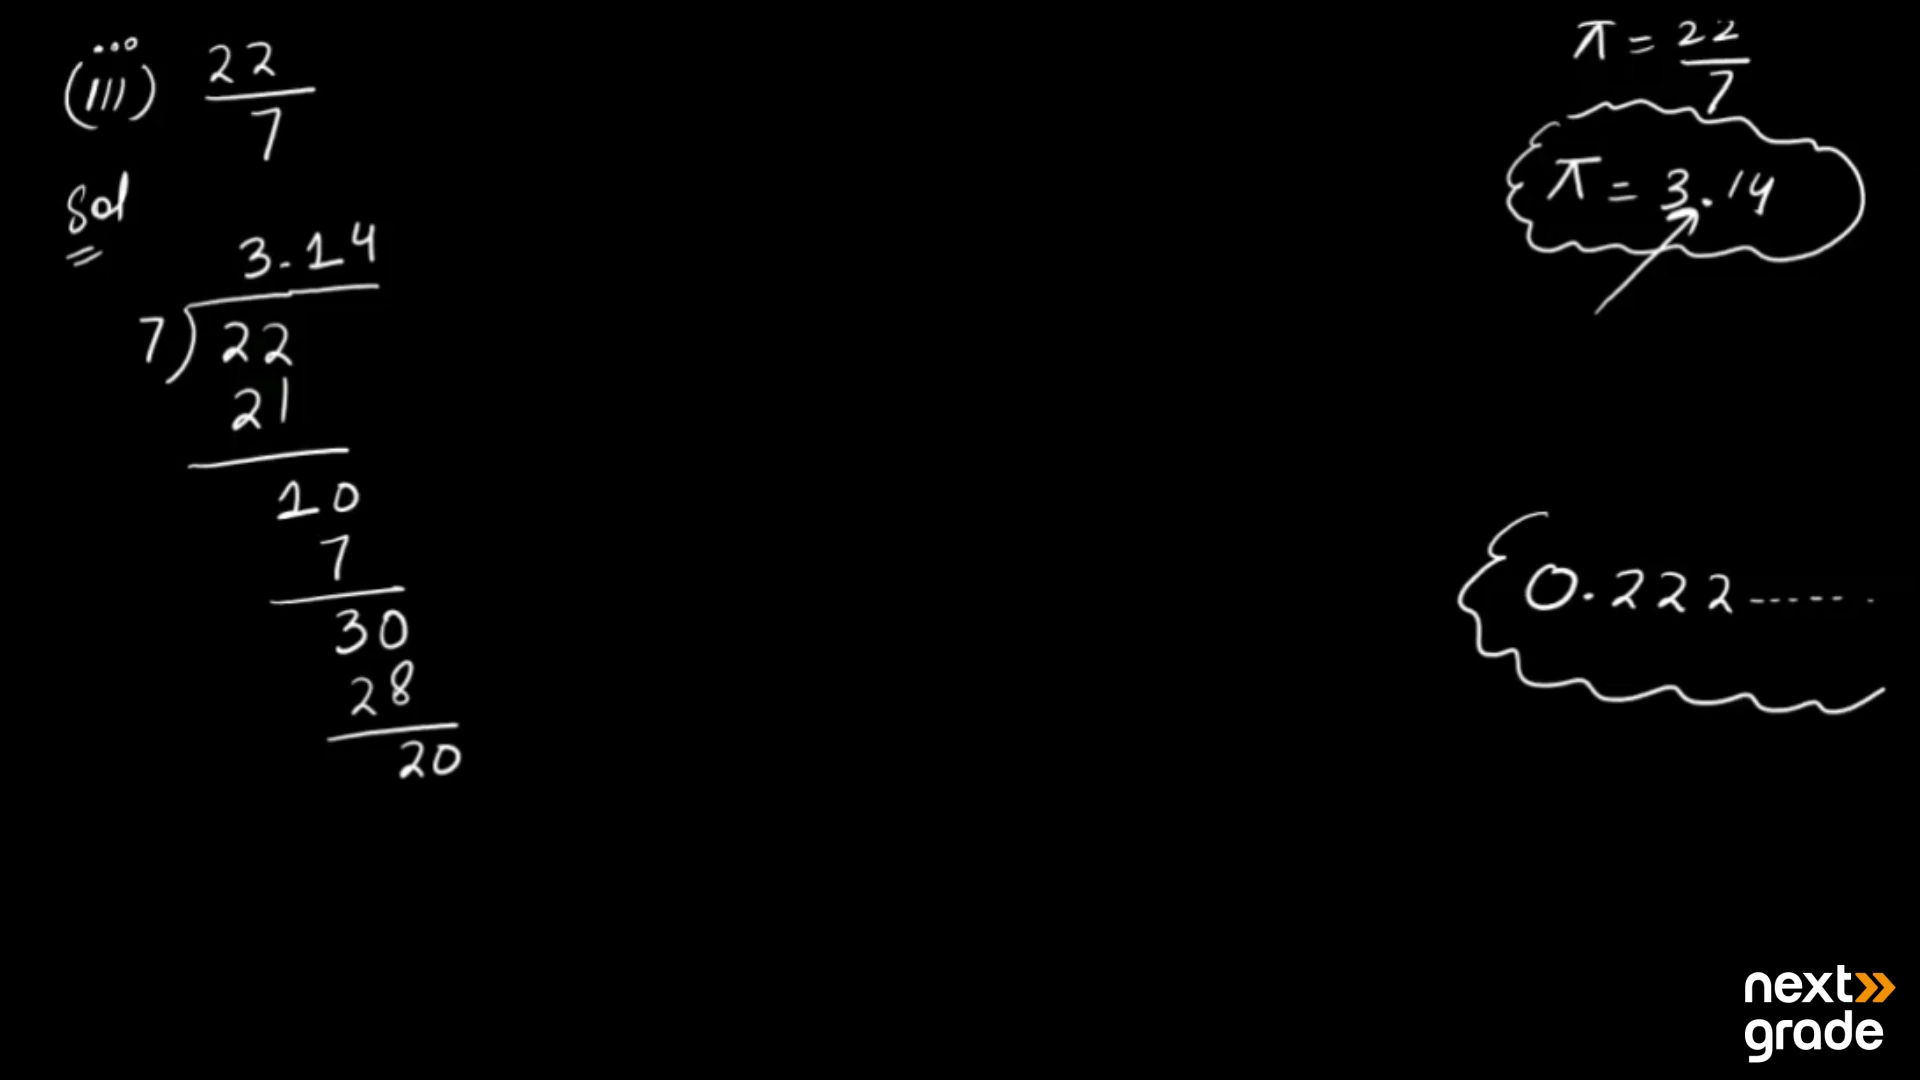 (iii) 22/7
Sol
3.14
7)22
21
10
7
30
28
20
π = 22/7
π = 3.14
0.222------
next
grade